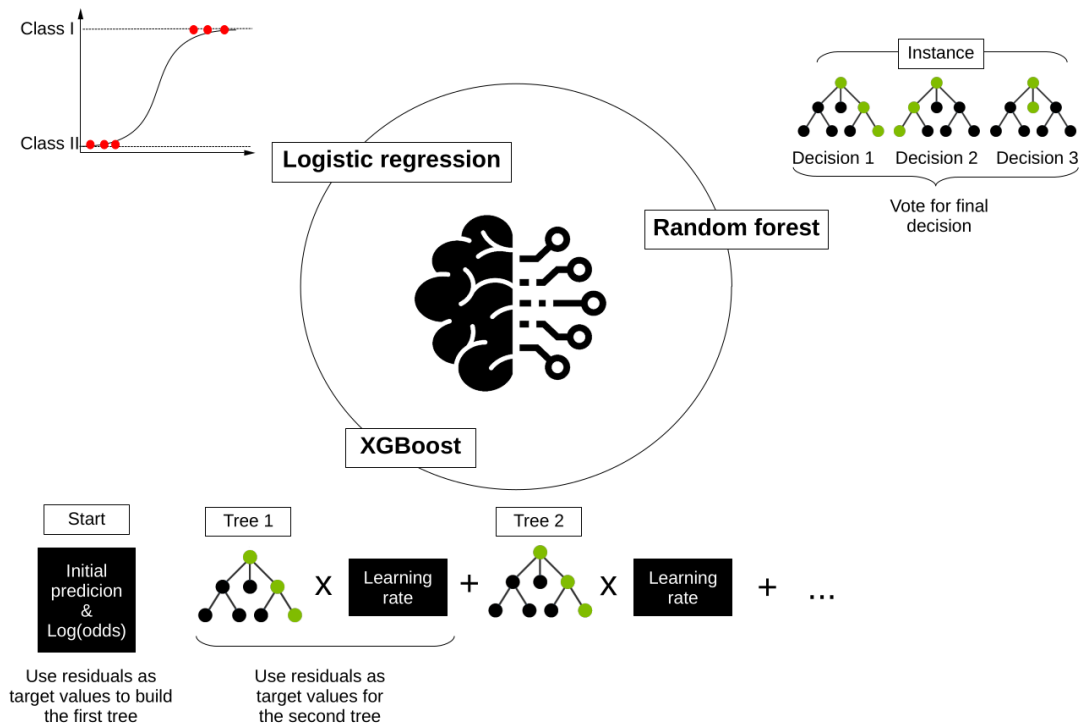 Class I
Class II
Logistic regression
Instance
Decision 1
Decision 2
Decision 3
Vote for final
decision
Random forest
XGBoost
Start
Initial
predicion
&
Log(odds)
Use residuals as
target values to build
the first tree
Tree 1
x
Learning
rate
Use residuals as
target values for
the second tree
+
Tree 2
x
Learning
rate
+
...